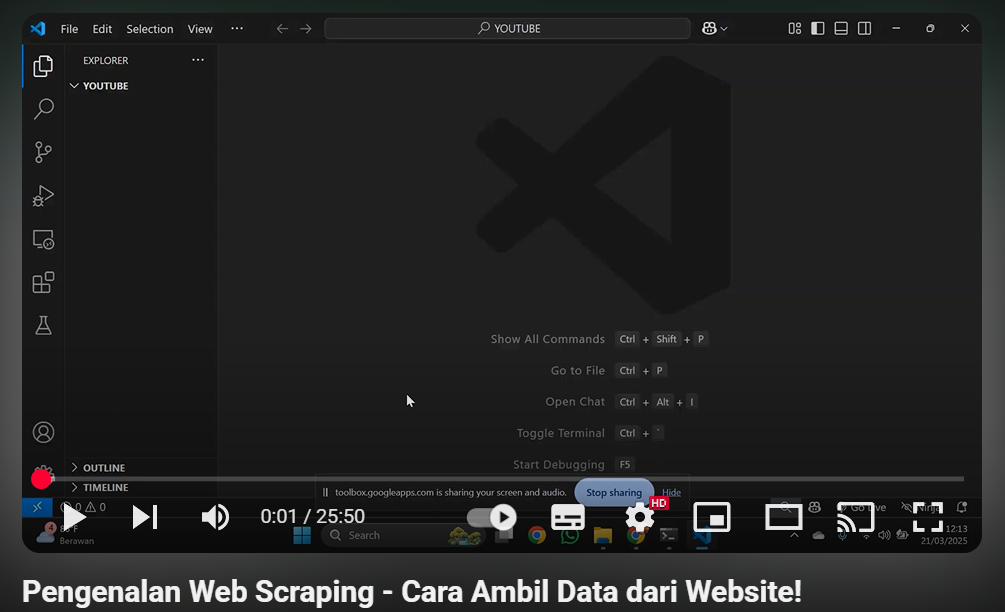 File Edit Selection View ··· YOUTUBE
EXPLORER ···
YOUTUBE
Show All Commands Ctrl + Shift + P
Go to File Ctrl + P
Open Chat Ctrl + Alt + I
Toggle Terminal Ctrl + `
Start Debugging F5
OUTLINE
TIMELINE
toolbox.googleapps.com is sharing your screen and audio. Stop sharing Hide
0 0 Go Live Ninja
HD
0:01 / 25:50
4
Berawan
Search
12:13
21/03/2025
Pengenalan Web Scraping - Cara Ambil Data dari Website!